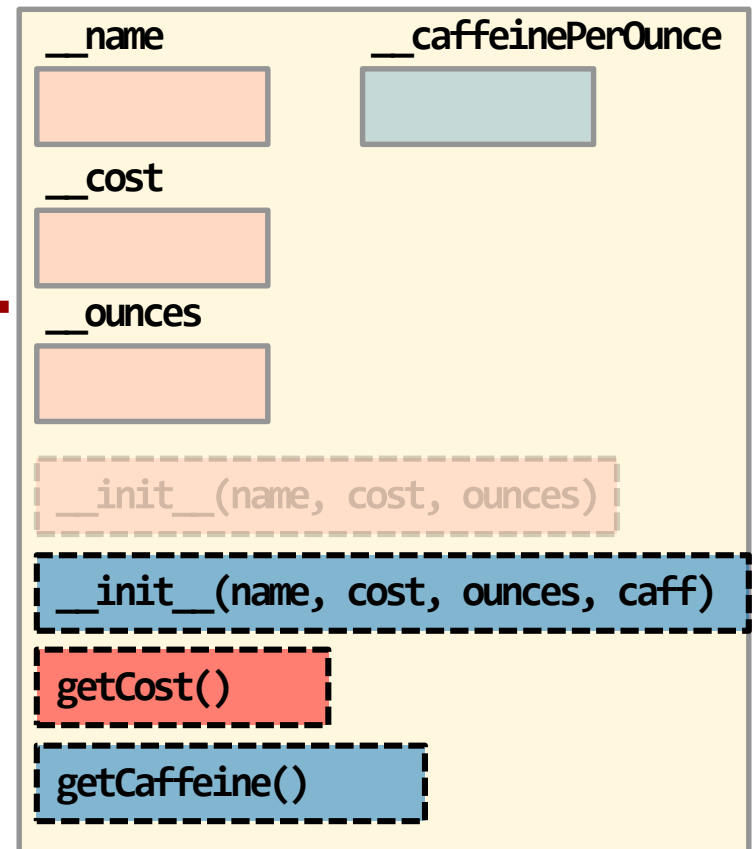 __name __caffeinePerOunce
__cost
__ounces
__init__(name, cost, ounces)
__init__(name, cost, ounces, caff)
getCost()
getCaffeine()